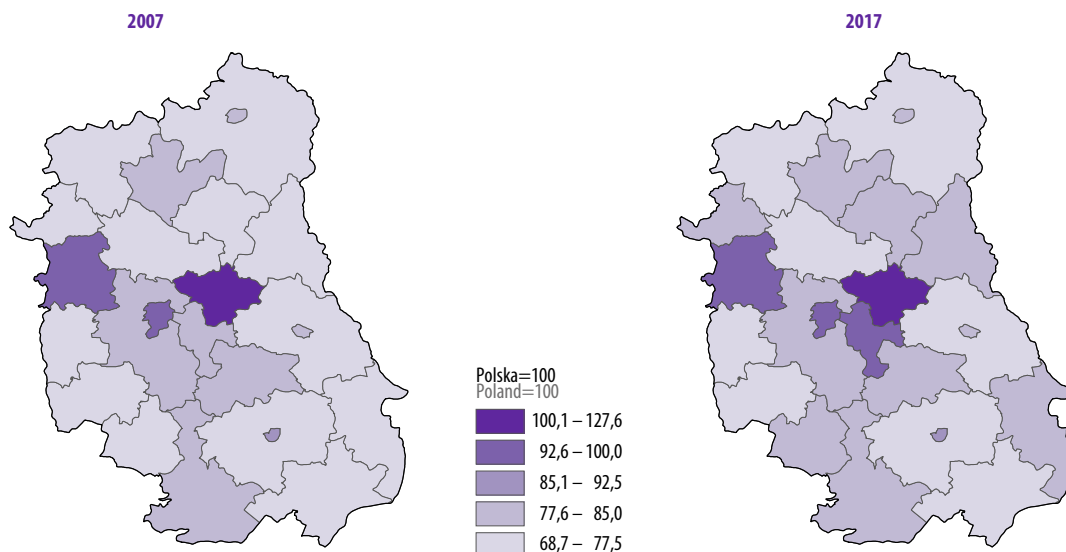 2007
2017
Polska=100
Poland=100
100,1 – 127,6
92,6 – 100,0
85,1 – 92,5
77,6 – 85,0
68,7 – 77,5